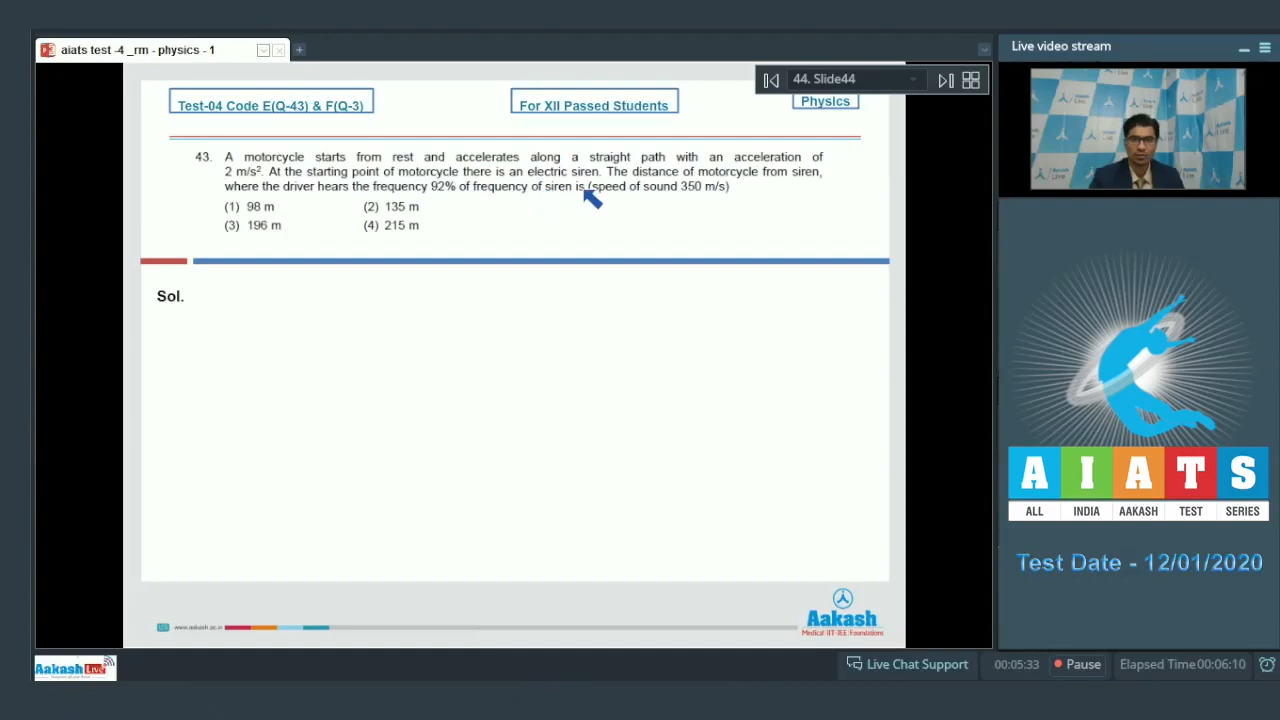 aiats test -4 _rm - physics - 1
Live video stream
44. Slide44
Test-04 Code E(Q-43) & F(Q-3)
For XII Passed Students
Physics
43. A motorcycle starts from rest and accelerates along a straight path with an acceleration of
2 m/s². At the starting point of motorcycle there is an electric siren. The distance of motorcycle from siren,
where the driver hears the frequency 92% of frequency of siren is (speed of sound 350 m/s)
(1) 98 m (2) 135 m
(3) 196 m (4) 215 m
Sol.
A I A T S
ALL INDIA AAKASH TEST SERIES
Test Date - 12/01/2020
www.aakash.ac.in
Aakash
Medical | IIT-JEE | Foundations
Aakash Live
Live Chat Support
00:05:33
Pause
Elapsed Time 00:06:10